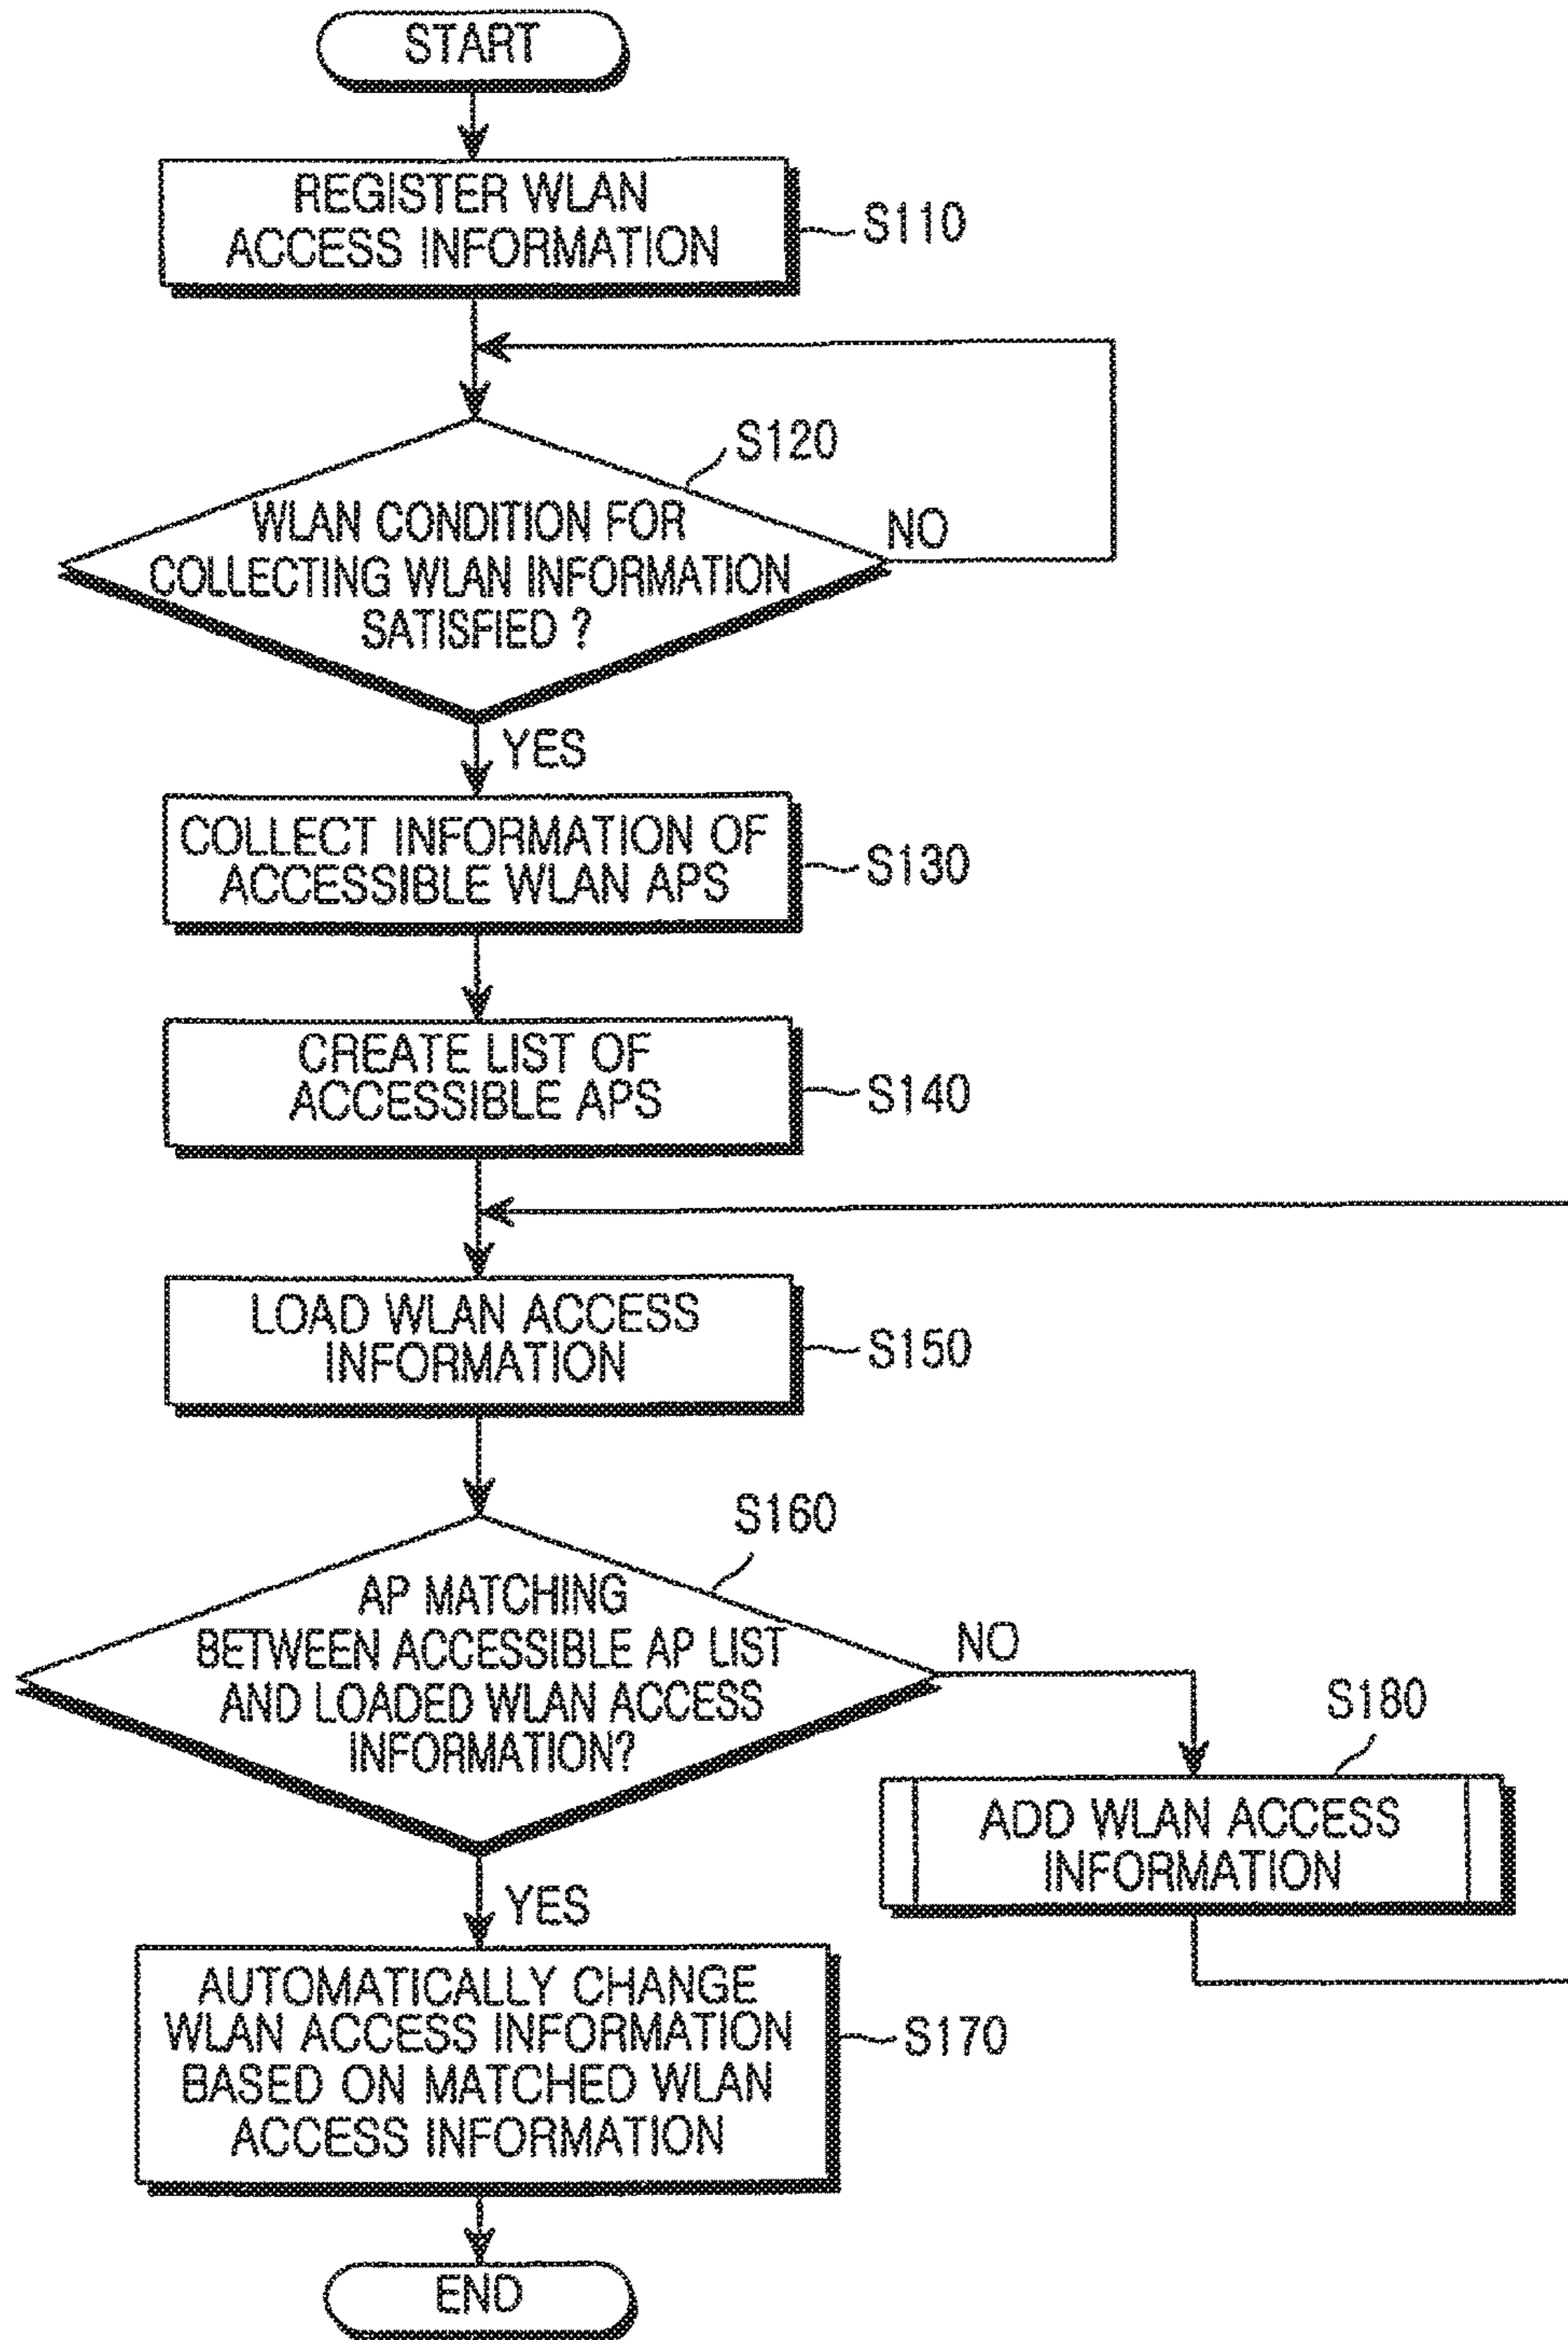 START
REGISTER WLAN
ACCESS INFORMATION
S110
S120
WLAN CONDITION FOR
COLLECTING WLAN INFORMATION
SATISFIED ?
NO
YES
COLLECT INFORMATION OF
ACCESSIBLE WLAN APS
S130
CREATE LIST OF
ACCESSIBLE APS
S140
LOAD WLAN ACCESS
INFORMATION
S150
S160
AP MATCHING
BETWEEN ACCESSIBLE AP LIST
AND LOADED WLAN ACCESS
INFORMATION?
NO
S180
ADD WLAN ACCESS
INFORMATION
YES
AUTOMATICALLY CHANGE
WLAN ACCESS INFORMATION
BASED ON MATCHED WLAN
ACCESS INFORMATION
S170
END